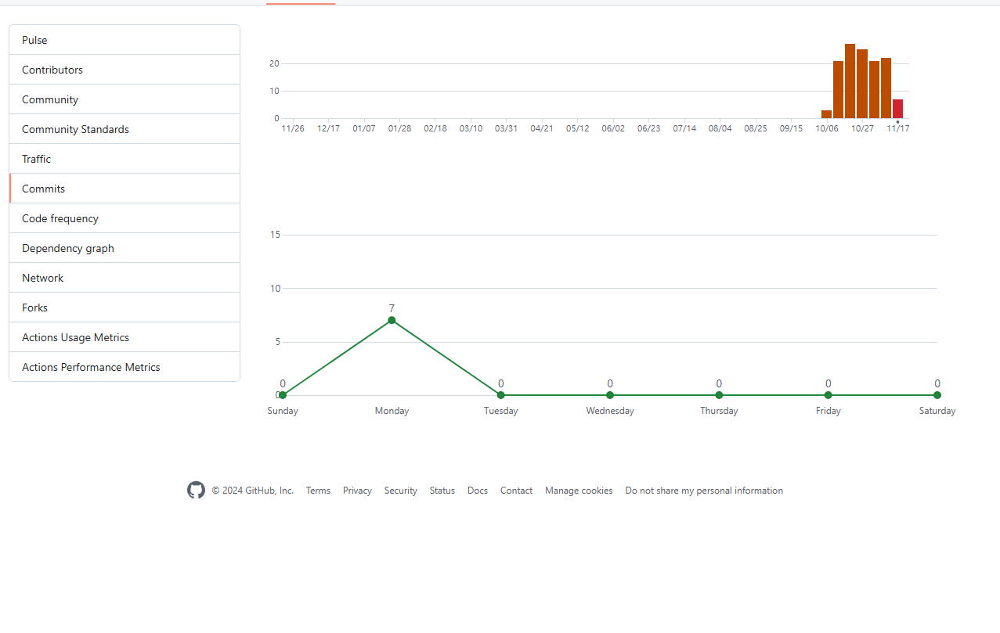 Pulse
Contributors
Community
Community Standards
Traffic
Commits
Code frequency
Dependency graph
Network
Forks
Actions Usage Metrics
Actions Performance Metrics
20
10
0
11/26 12/17 01/07 01/28 02/18 03/10 03/31 04/21 05/12 06/02 06/23 07/14 08/04 08/25 09/15 10/06 10/27 11/17
15
10
7
5
0 0 0 0 0 0
0
Sunday Monday Tuesday Wednesday Thursday Friday Saturday
© 2024 GitHub, Inc. Terms Privacy Security Status Docs Contact Manage cookies Do not share my personal information